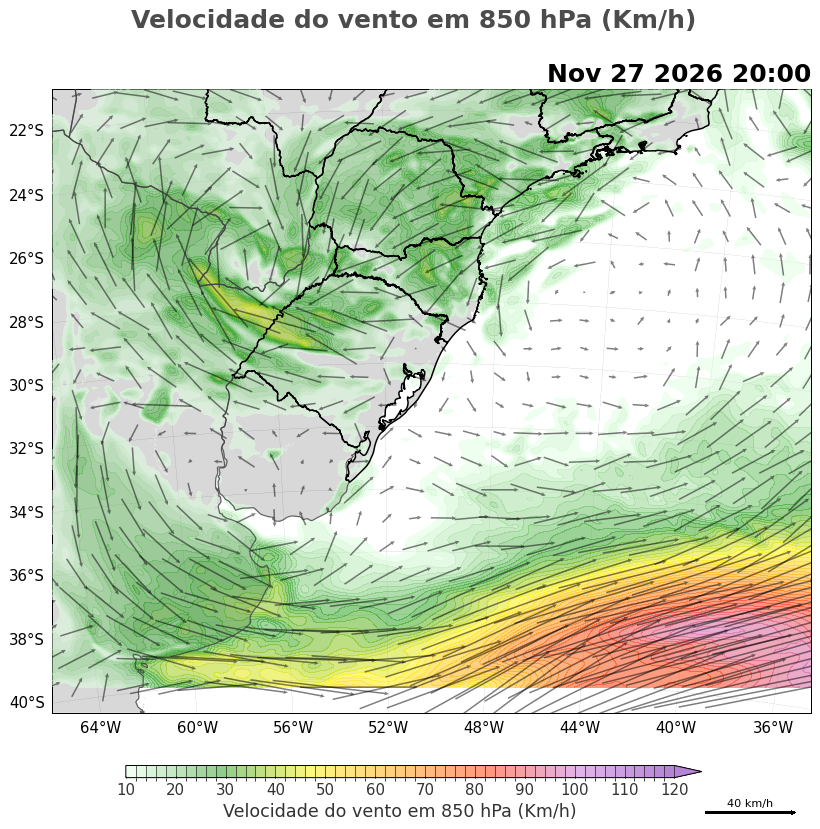 Velocidade do vento em 850 hPa (Km/h)
Nov 27 2026 20:00
22°S
24°S
26°S
28°S
30°S
32°S
34°S
36°S
38°S
40°S
64°W 60°W 56°W 52°W 48°W 44°W 40°W 36°W
10 20 30 40 50 60 70 80 90 100 110 120
Velocidade do vento em 850 hPa (Km/h)
40 km/h